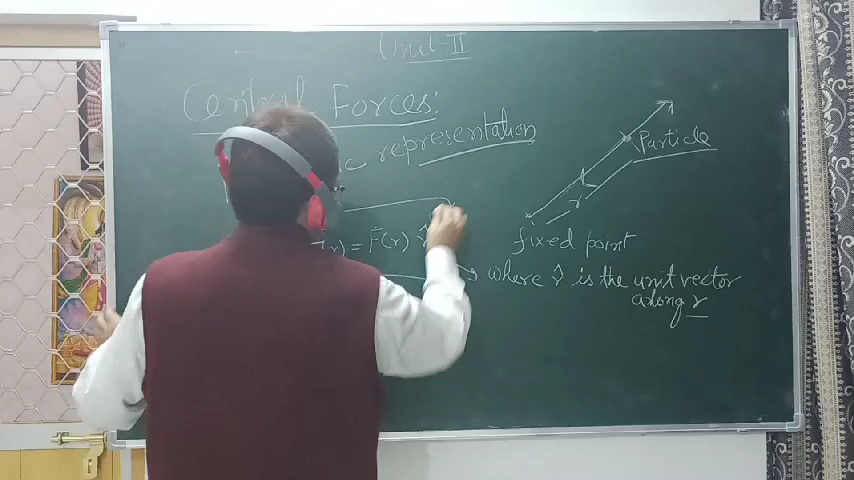 Unit-II
Central Forces:
representation
Particle
r
(r) = F(r) r̂
fixed point
where r̂ is the unit vector
along r